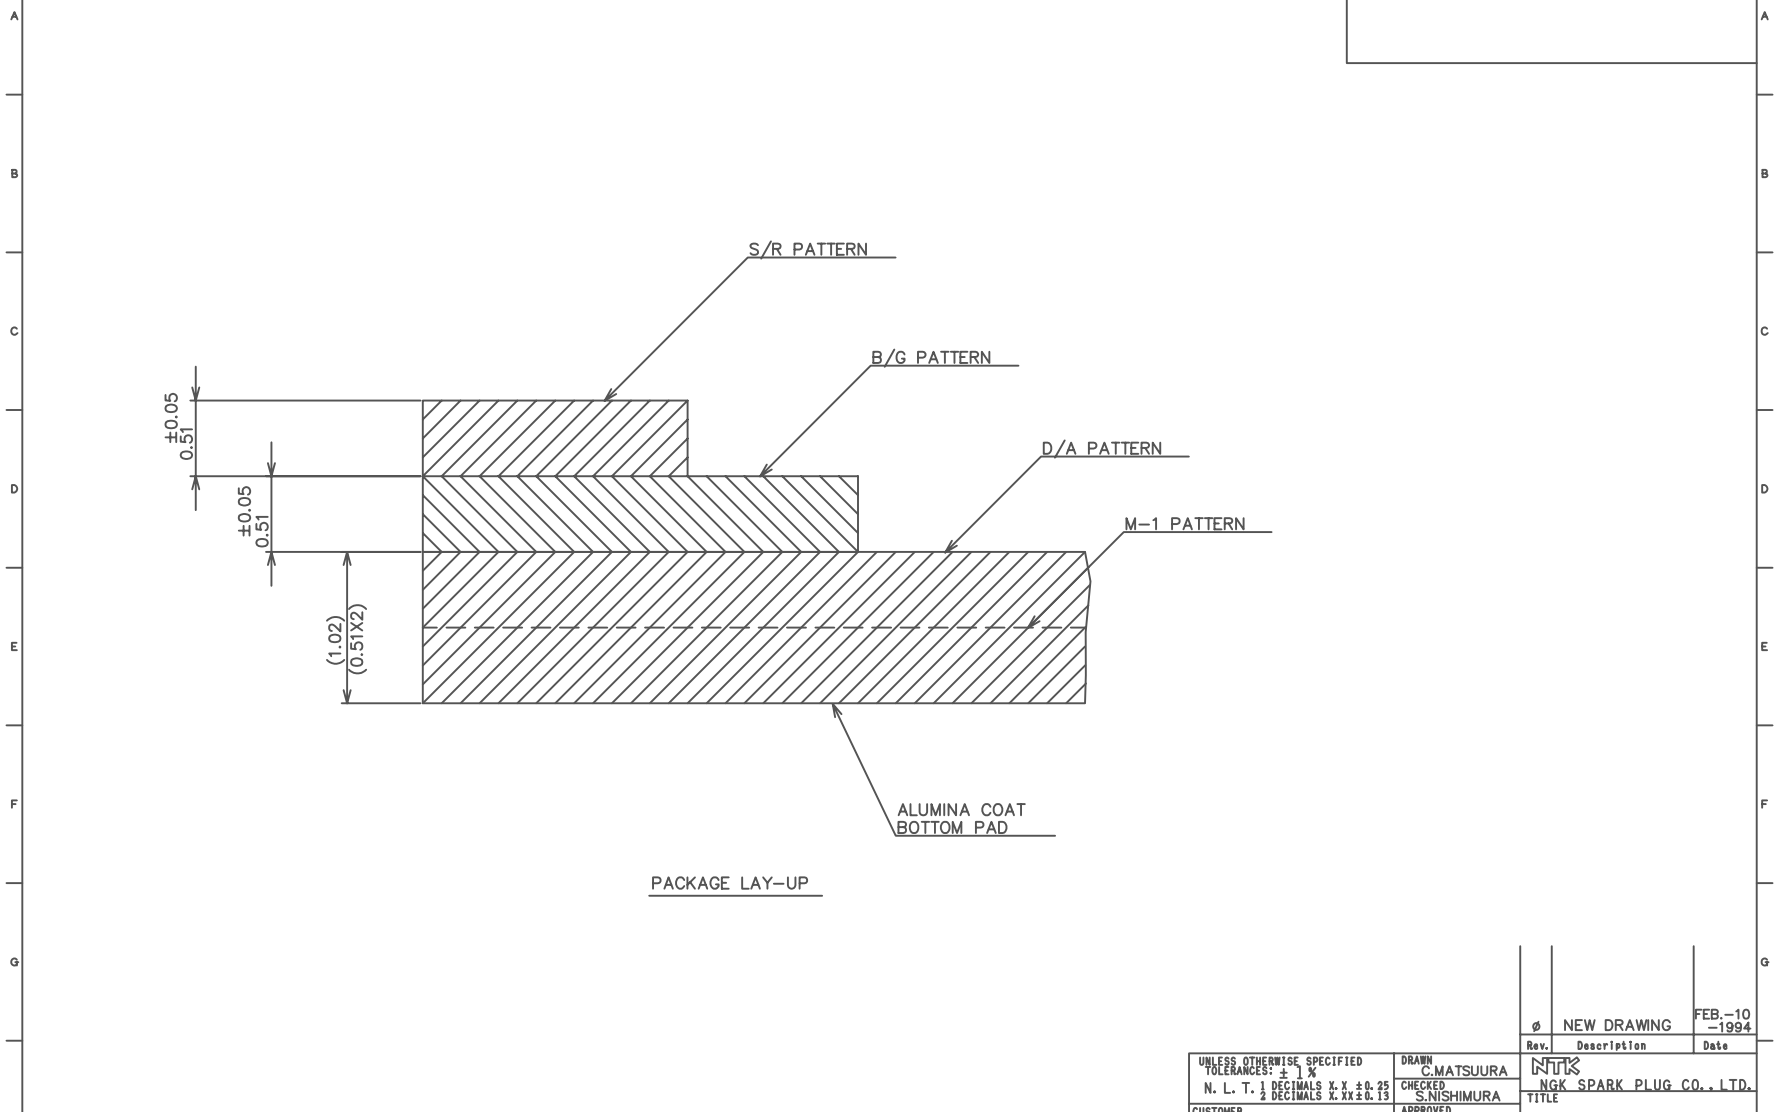 A
A
B
B
S/R PATTERN
C
C
B/G PATTERN
±0.05
0.51
D/A PATTERN
D
D
±0.05
0.51
M-1 PATTERN
(1.02)
(0.51X2)
E
E
F
F
ALUMINA COAT
BOTTOM PAD
PACKAGE LAY-UP
G
G
ø NEW DRAWING FEB.-10
-1994
Rev. Description Date
UNLESS OTHERWISE SPECIFIED
TOLERANCES: ± 1 %
N. L. T. 1 DECIMALS X.X ±0.25
2 DECIMALS X.XX±0.13
DRAWN
C.MATSUURA
CHECKED
S.NISHIMURA
NTK
NGK SPARK PLUG CO., LTD.
TITLE
CUSTOMER
APPROVED